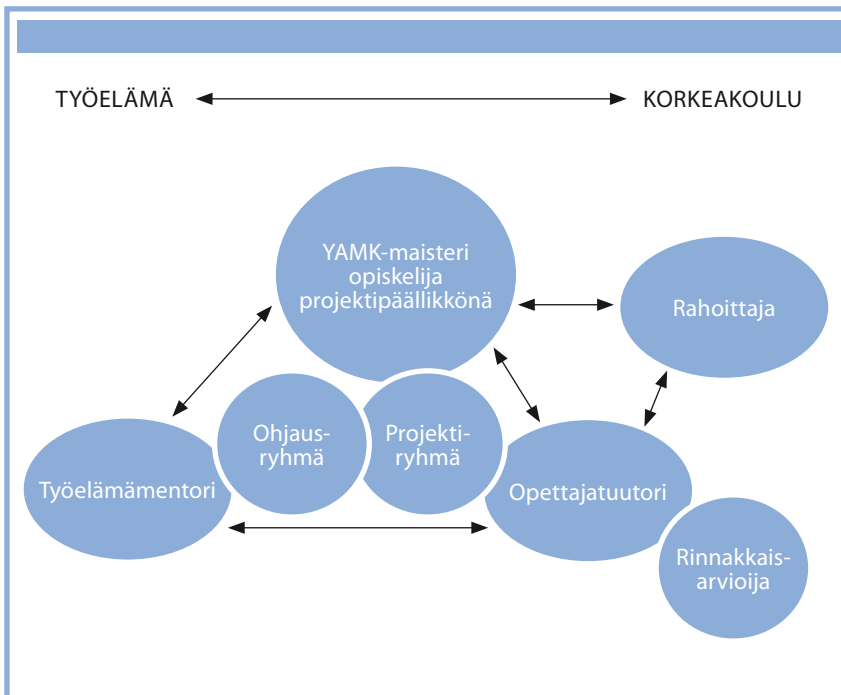 TYÖELÄMÄ
KORKEAKOULU
YAMK-maisteri
opiskelija
projektipäällikkönä
Rahoittaja
Ohjaus-
ryhmä
Projekti-
ryhmä
Työelämämentori
Opettajatuutori
Rinnakkais-
arvioija